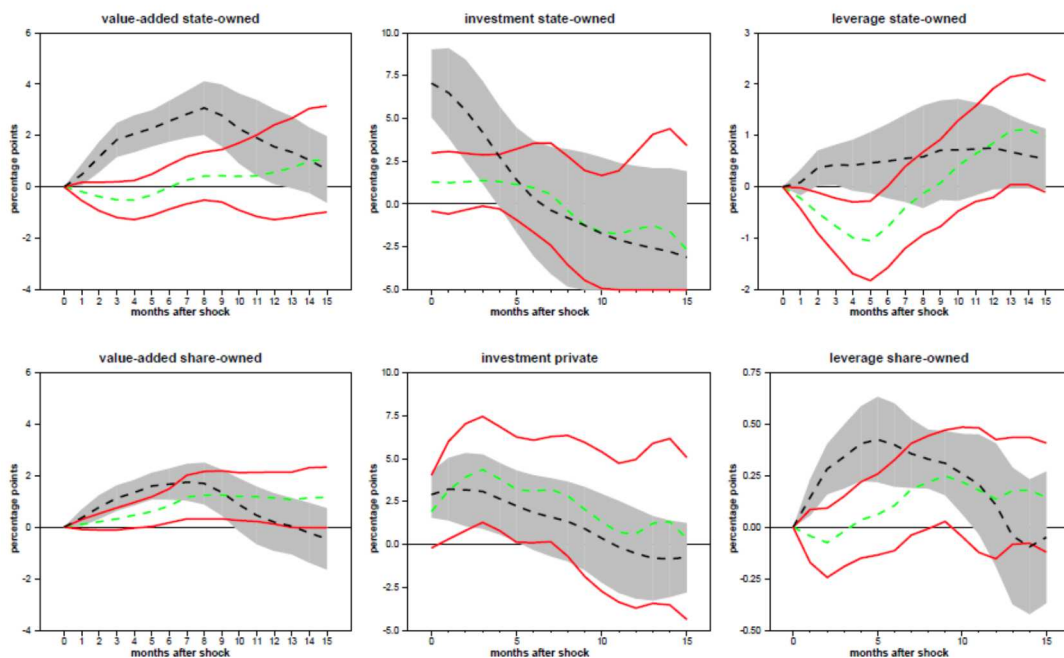 value-added state-owned
percentage points
6
4
2
0
-2
-4
0 1 2 3 4 5 6 7 8 9 10 11 12 13 14 15
months after shock
investment state-owned
percentage points
10.0
7.5
5.0
2.5
0.0
-2.5
-5.0
0 5 10 15
months after shock
leverage state-owned
percentage points
3
2
1
0
-1
-2
0 1 2 3 4 5 6 7 8 9 10 11 12 13 14 15
months after shock
value-added share-owned
percentage points
6
4
2
0
-2
-4
0 1 2 3 4 5 6 7 8 9 10 11 12 13 14 15
months after shock
investment private
percentage points
10.0
7.5
5.0
2.5
0.0
-2.5
-5.0
0 5 10 15
months after shock
leverage share-owned
percentage points
0.75
0.50
0.25
0.00
-0.25
-0.50
0 5 10 15
months after shock